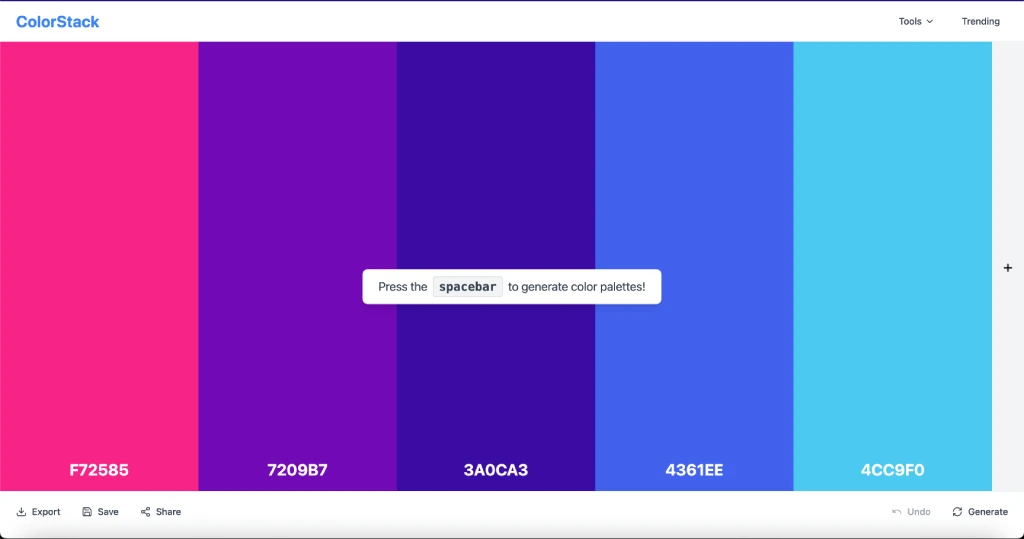 ColorStack
Tools Trending
Press the spacebar to generate color palettes!
F72585 7209B7 3A0CA3 4361EE 4CC9F0
Export Save Share Undo Generate